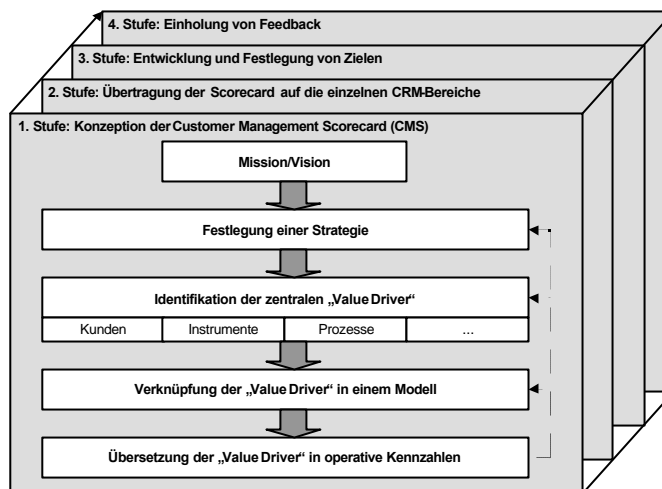 4. Stufe: Einholung von Feedback
3. Stufe: Entwicklung und Festlegung von Zielen
2. Stufe: Übertragung der Scorecard auf die einzelnen CRM-Bereiche
1. Stufe: Konzeption der Customer Management Scorecard (CMS)
Mission/Vision
Festlegung einer Strategie
Identifikation der zentralen „Value Driver“
Kunden Instrumente Prozesse ...
Verknüpfung der „Value Driver“ in einem Modell
Übersetzung der „Value Driver“ in operative Kennzahlen